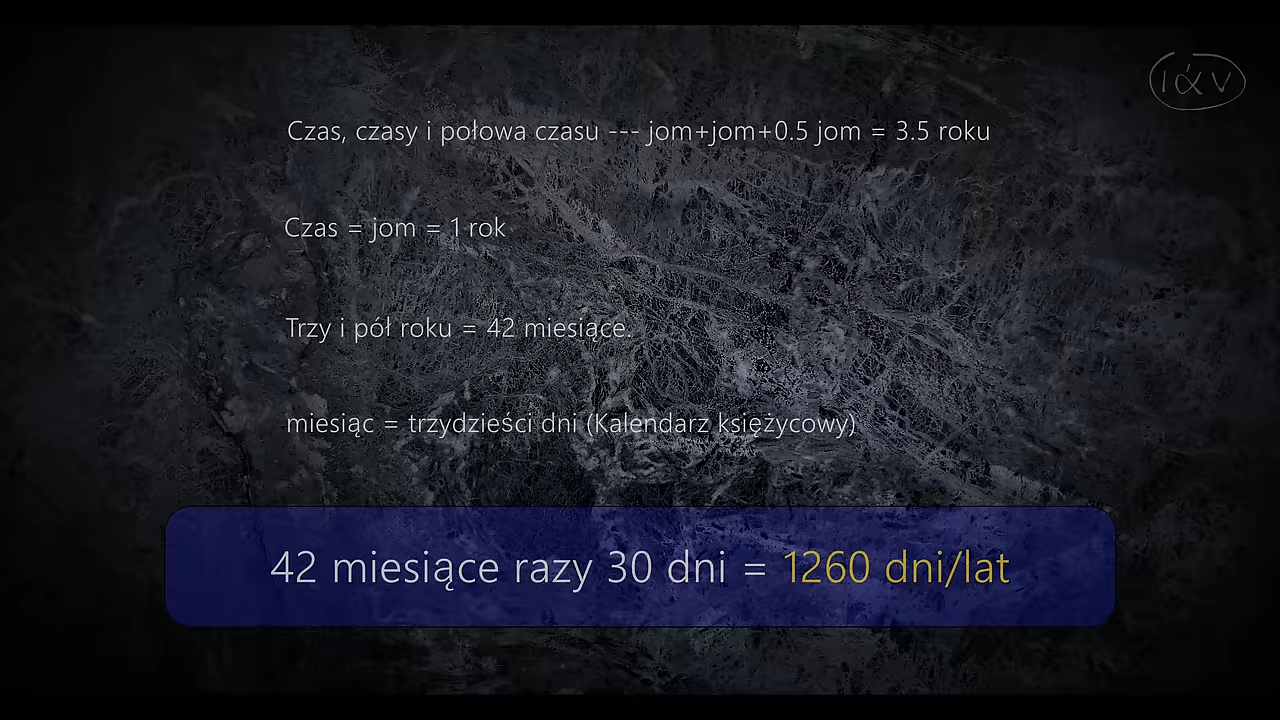 Czas, czasy i połowa czasu --- jom+jom+0.5 jom = 3.5 roku
Czas = jom = 1 rok
Trzy i pół roku = 42 miesiące.
miesiąc = trzydzieści dni (Kalendarz księżycowy)
42 miesiące razy 30 dni = 1260 dni/lat